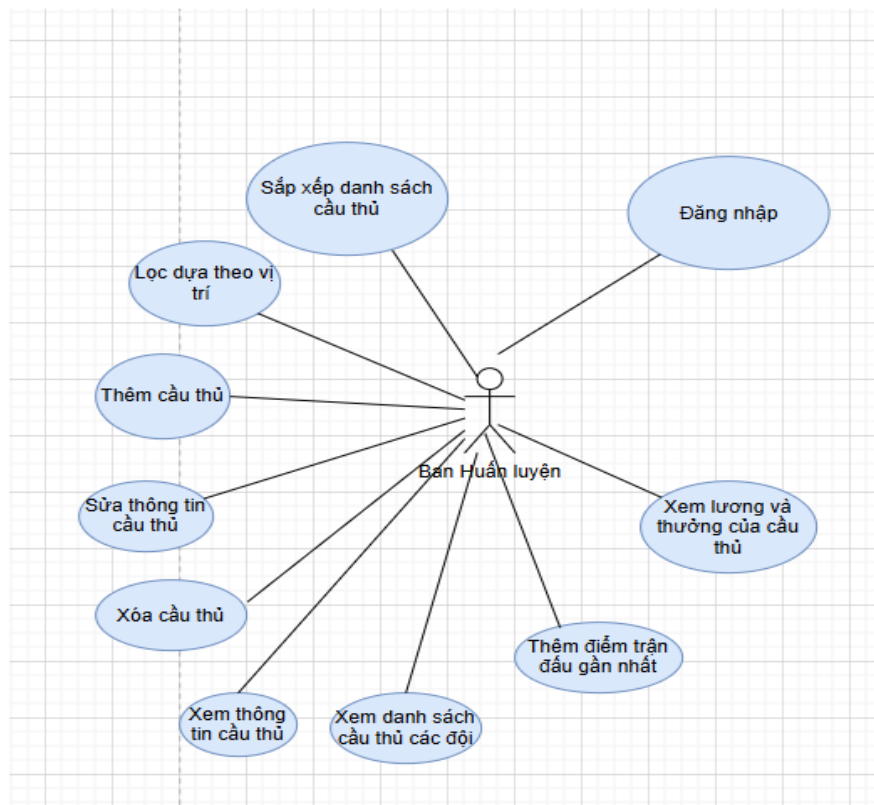 Sắp xếp danh sách
cầu thủ
Đăng nhập
Lọc dựa theo vị
trí
Thêm cầu thủ
Ban Huấn luyện
Sửa thông tin
cầu thủ
Xem lương và
thưởng của cầu
thủ
Xóa cầu thủ
Thêm điểm trận
đấu gần nhất
Xem thông
tin cầu thủ
Xem danh sách
cầu thủ các đội